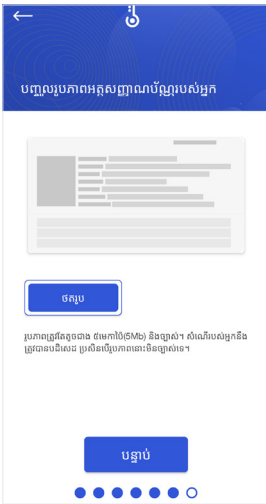 បញ្ចូលរូបភាពអត្តសញ្ញាណប័ណ្ណរបស់អ្នក
ថតរូប
រូបភាពត្រូវតែតូចជាង ៥មេកាបៃ(5Mb) និងច្បាស់។ សំណើរបស់អ្នកនឹង
ត្រូវបានបដិសេដ ប្រសិនបើរូបភាពនោះមិនច្បាស់ទេ។
បន្ទាប់